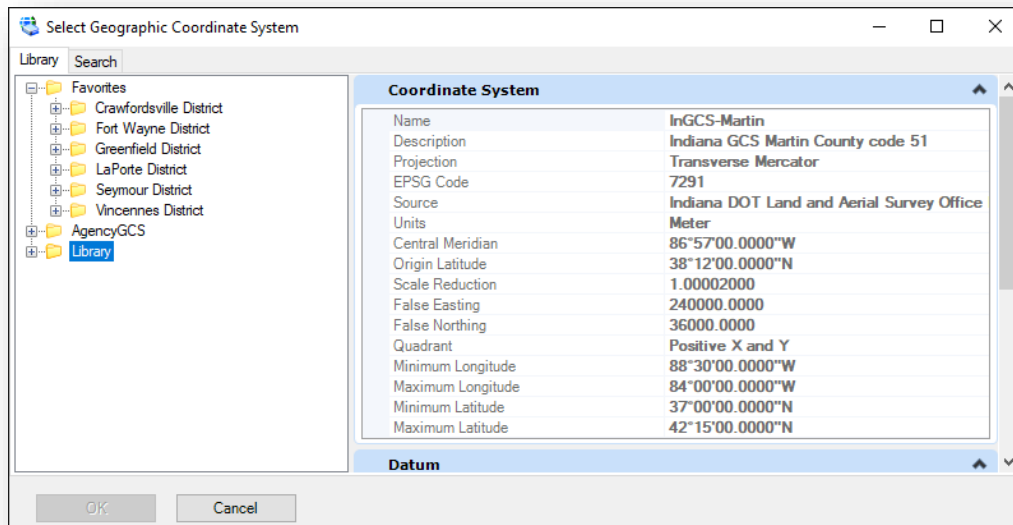 Select Geographic Coordinate System
Library Search
Favorites
Crawfordsville District
Fort Wayne District
Greenfield District
LaPorte District
Seymour District
Vincennes District
AgencyGCS
Library
Coordinate System
Name InGCS-Martin
Description Indiana GCS Martin County code 51
Projection Transverse Mercator
EPSG Code 7291
Source Indiana DOT Land and Aerial Survey Office
Units Meter
Central Meridian 86°57'00.0000"W
Origin Latitude 38°12'00.0000"N
Scale Reduction 1.00002000
False Easting 240000.0000
False Northing 36000.0000
Quadrant Positive X and Y
Minimum Longitude 88°30'00.0000"W
Maximum Longitude 84°00'00.0000"W
Minimum Latitude 37°00'00.0000"N
Maximum Latitude 42°15'00.0000"N
Datum
OK Cancel